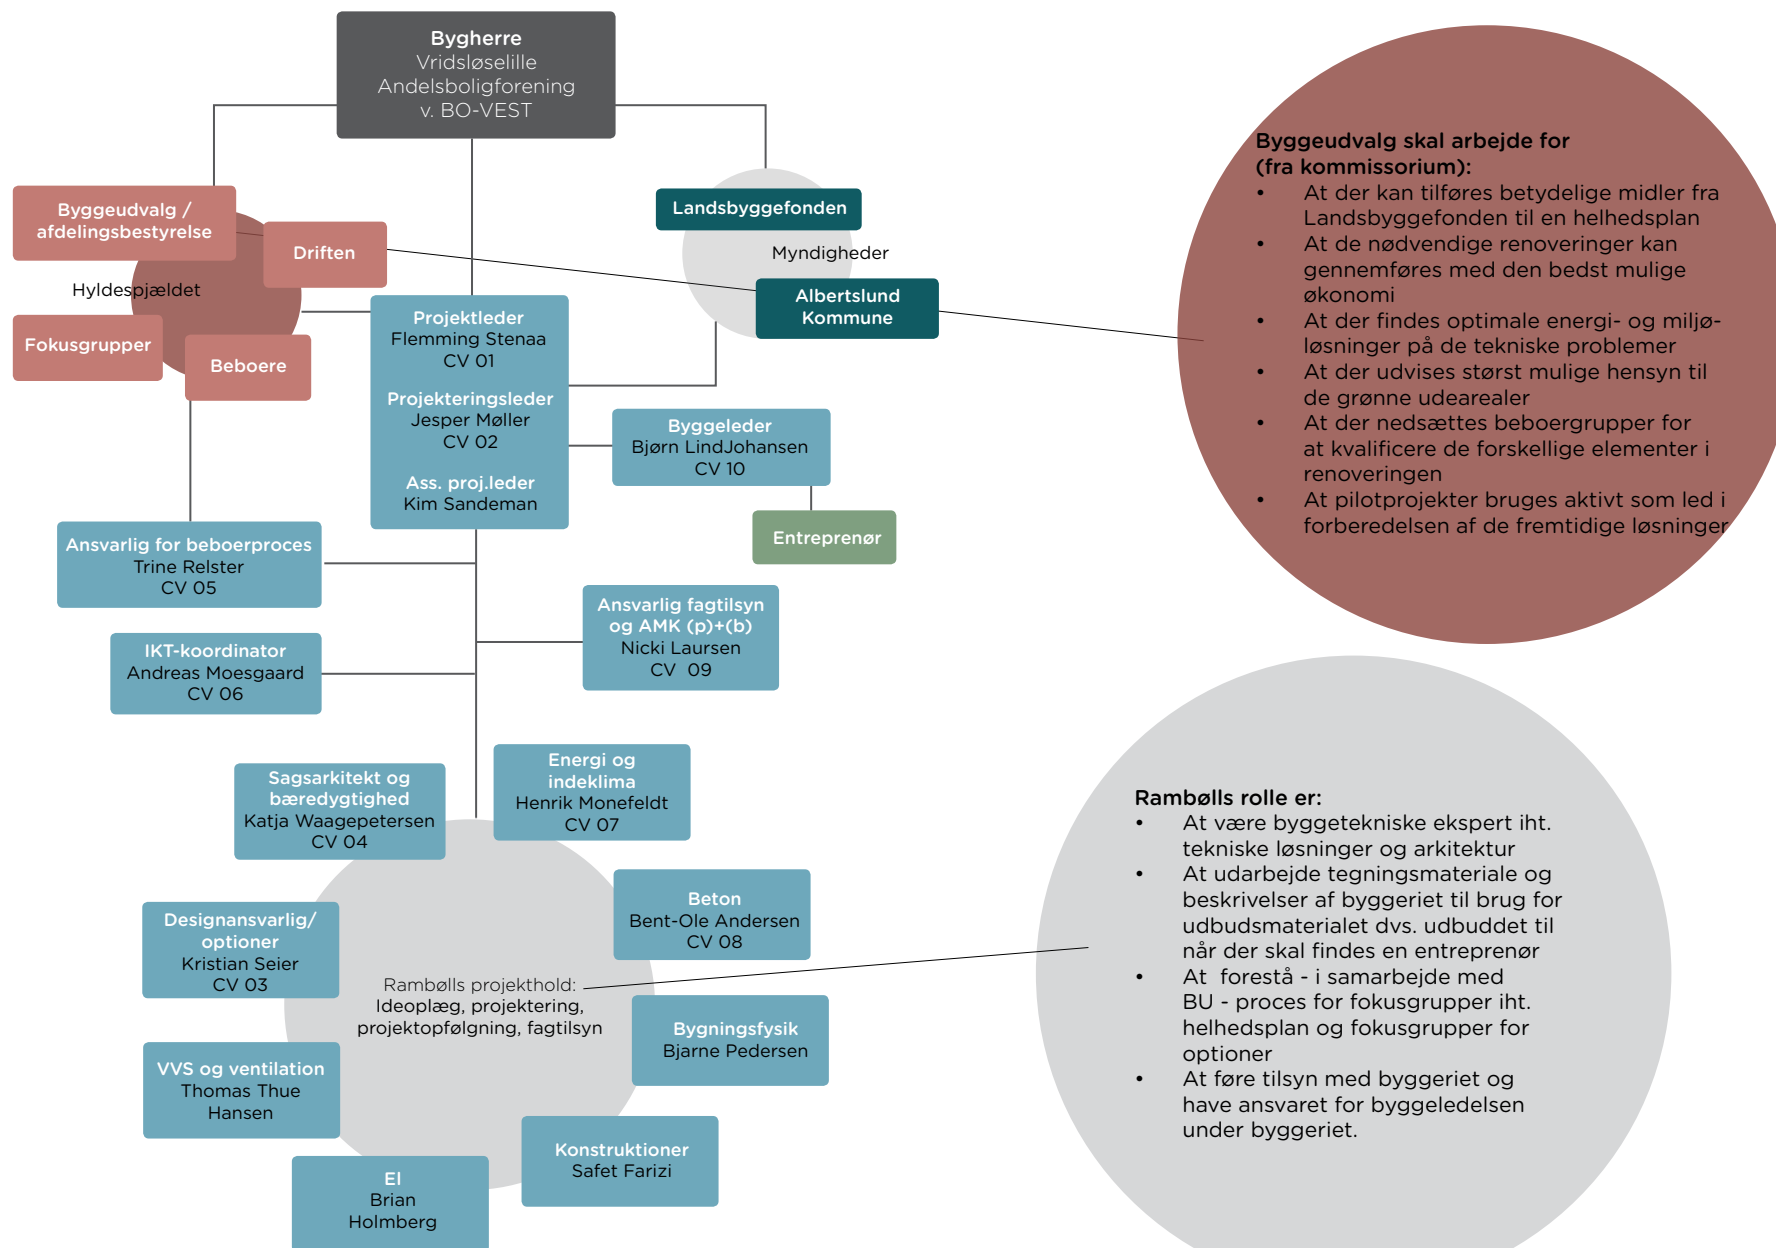 Bygherre
Vridsløselille
Andelsboligforening
v. BO-VEST
Byggeudvalg /
afdelingsbestyrelse
Driften
Hyldespjældet
Fokusgrupper
Beboere
Landsbyggefonden
Myndigheder
Albertslund
Kommune
Projektleder
Flemming Stenaa
CV 01
Projekteringsleder
Jesper Møller
CV 02
Ass. proj.leder
Kim Sandeman
Byggeleder
Bjørn LindJohansen
CV 10
Entreprenør
Ansvarlig for beboerproces
Trine Relster
CV 05
IKT-koordinator
Andreas Moesgaard
CV 06
Ansvarlig fagtilsyn
og AMK (p)+(b)
Nicki Laursen
CV  09
Sagsarkitekt og
bæredygtighed
Katja Waagepetersen
CV 04
Energi og
indeklima
Henrik Monefeldt
CV 07
Beton
Bent-Ole Andersen
CV 08
Designansvarlig/
optioner
Kristian Seier
CV 03
Rambølls projekthold:
Ideoplæg, projektering,
projektopfølgning, fagtilsyn
Bygningsfysik
Bjarne Pedersen
VVS og ventilation
Thomas Thue
Hansen
Konstruktioner
Safet Farizi
El
Brian
Holmberg
Byggeudvalg skal arbejde for
(fra kommissorium):
• At der kan tilføres betydelige midler fra
Landsbyggefonden til en helhedsplan
• At de nødvendige renoveringer kan
gennemføres med den bedst mulige
økonomi
• At der findes optimale energi- og miljø-
løsninger på de tekniske problemer
• At der udvises størst mulige hensyn til
de grønne udearealer
• At der nedsættes beboergrupper for
at kvalificere de forskellige elementer i
renoveringen
• At pilotprojekter bruges aktivt som led i
forberedelsen af de fremtidige løsninger
Rambølls rolle er:
• At være byggetekniske ekspert iht.
tekniske løsninger og arkitektur
• At udarbejde tegningsmateriale og
beskrivelser af byggeriet til brug for
udbudsmaterialet dvs. udbuddet til
når der skal findes en entreprenør
• At  forestå - i samarbejde med
BU - proces for fokusgrupper iht.
helhedsplan og fokusgrupper for
optioner
• At føre tilsyn med byggeriet og
have ansvaret for byggeledelsen
under byggeriet.